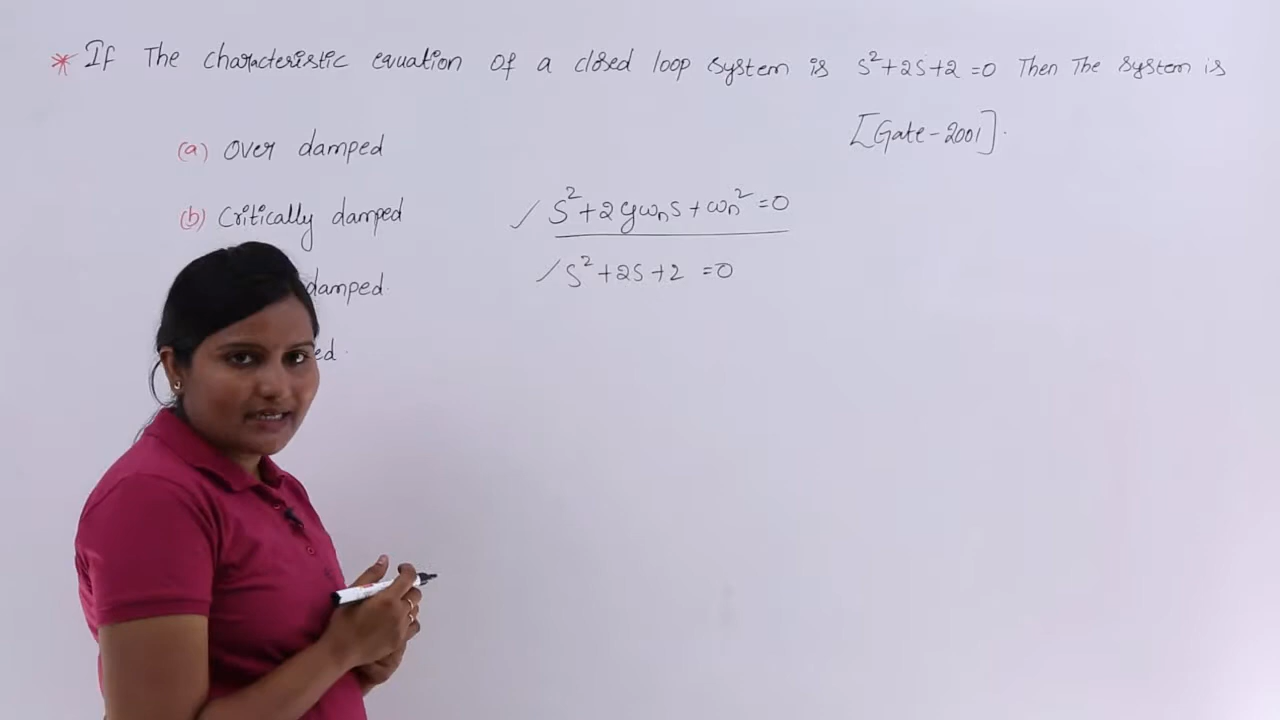 * If The characteristic equation of a closed loop system is s²+2s+2 =0 Then The system is
[Gate-2001].
(a) Over damped
(b) Critically damped
damped.
ed.
S²+2ξωₙs+ωₙ²=0
s²+2s+2 =0